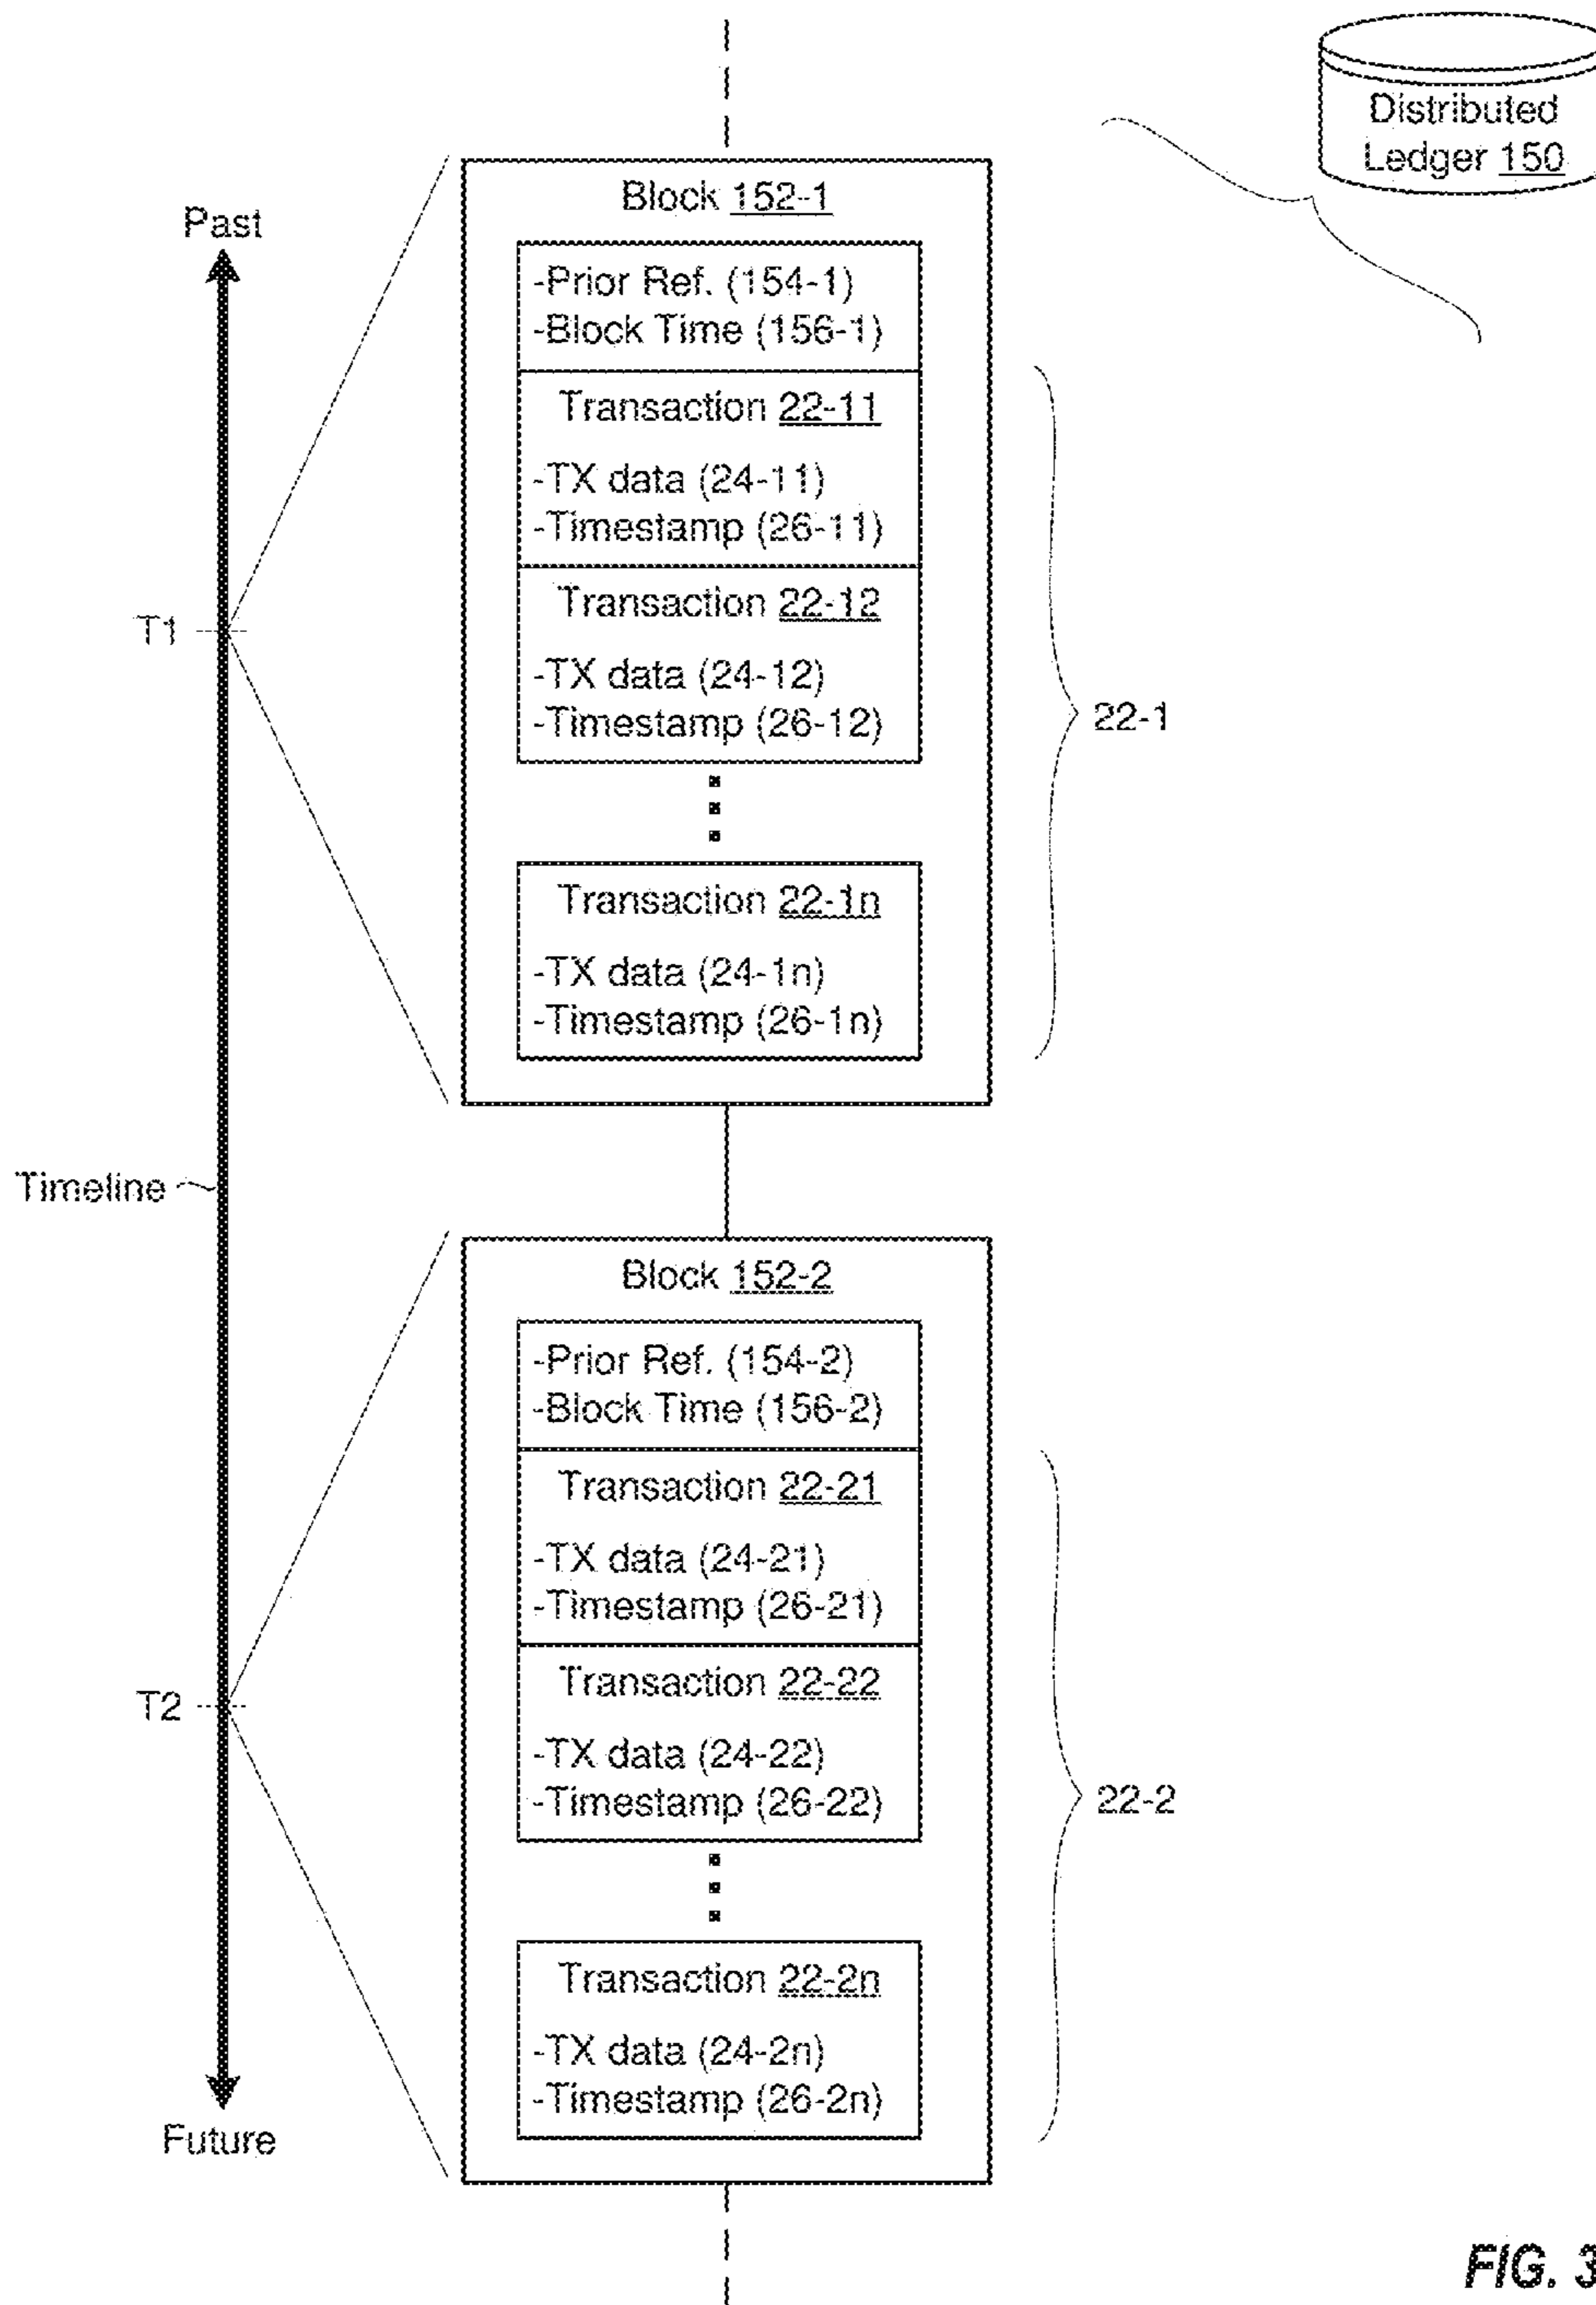 Distributed
Ledger 150
Past
Block 152-1
-Prior Ref. (154-1)
-Block Time (156-1)
Transaction 22-11
-TX data (24-11)
-Timestamp (26-11)
T1
Transaction 22-12
-TX data (24-12)
-Timestamp (26-12)
22-1
Transaction 22-1n
-TX data (24-1n)
-Timestamp (26-1n)
Timeline
Block 152-2
-Prior Ref. (154-2)
-Block Time (156-2)
Transaction 22-21
-TX data (24-21)
-Timestamp (26-21)
T2
Transaction 22-22
-TX data (24-22)
-Timestamp (26-22)
22-2
Transaction 22-2n
-TX data (24-2n)
-Timestamp (26-2n)
Future
FIG. 3